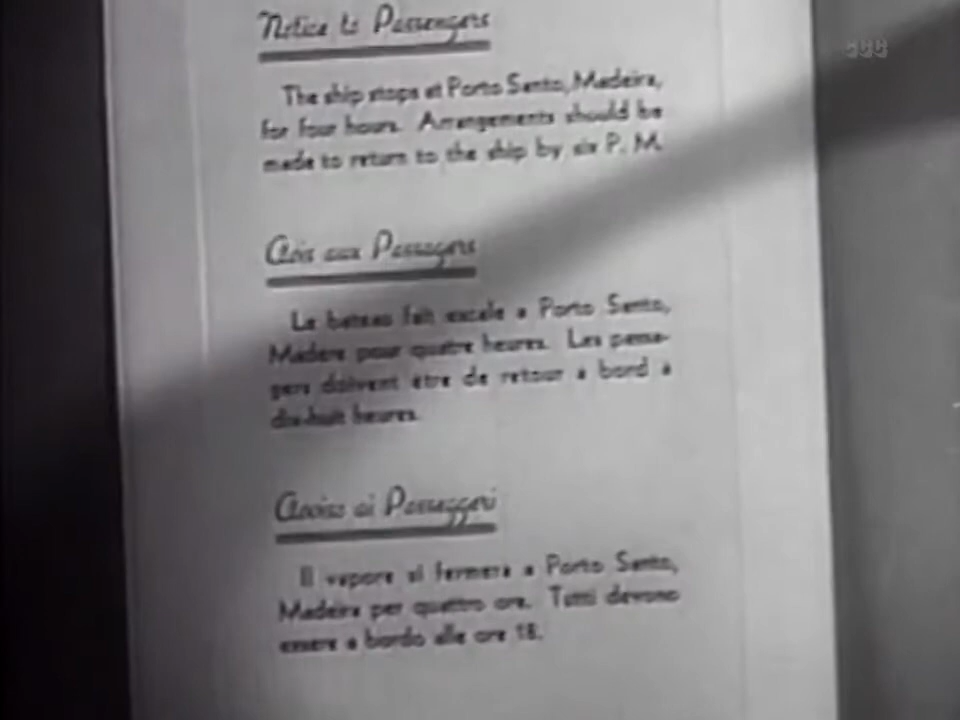 Notice to Passengers
The ship stops at Porto Santo, Madeira,
for four hours. Arrangements should be
made to return to the ship by six P. M.
Avis aux Passagers
Le bateau fait escale a Porto Santo,
Madere pour quatre heures. Les passa-
gers doivent etre de retour a bord a
dix-huit heures.
Avviso ai Passeggeri
Il vapore si fermera a Porto Santo,
Madeira per quattro ore. Tutti devono
essere a bordo alle ore 18.